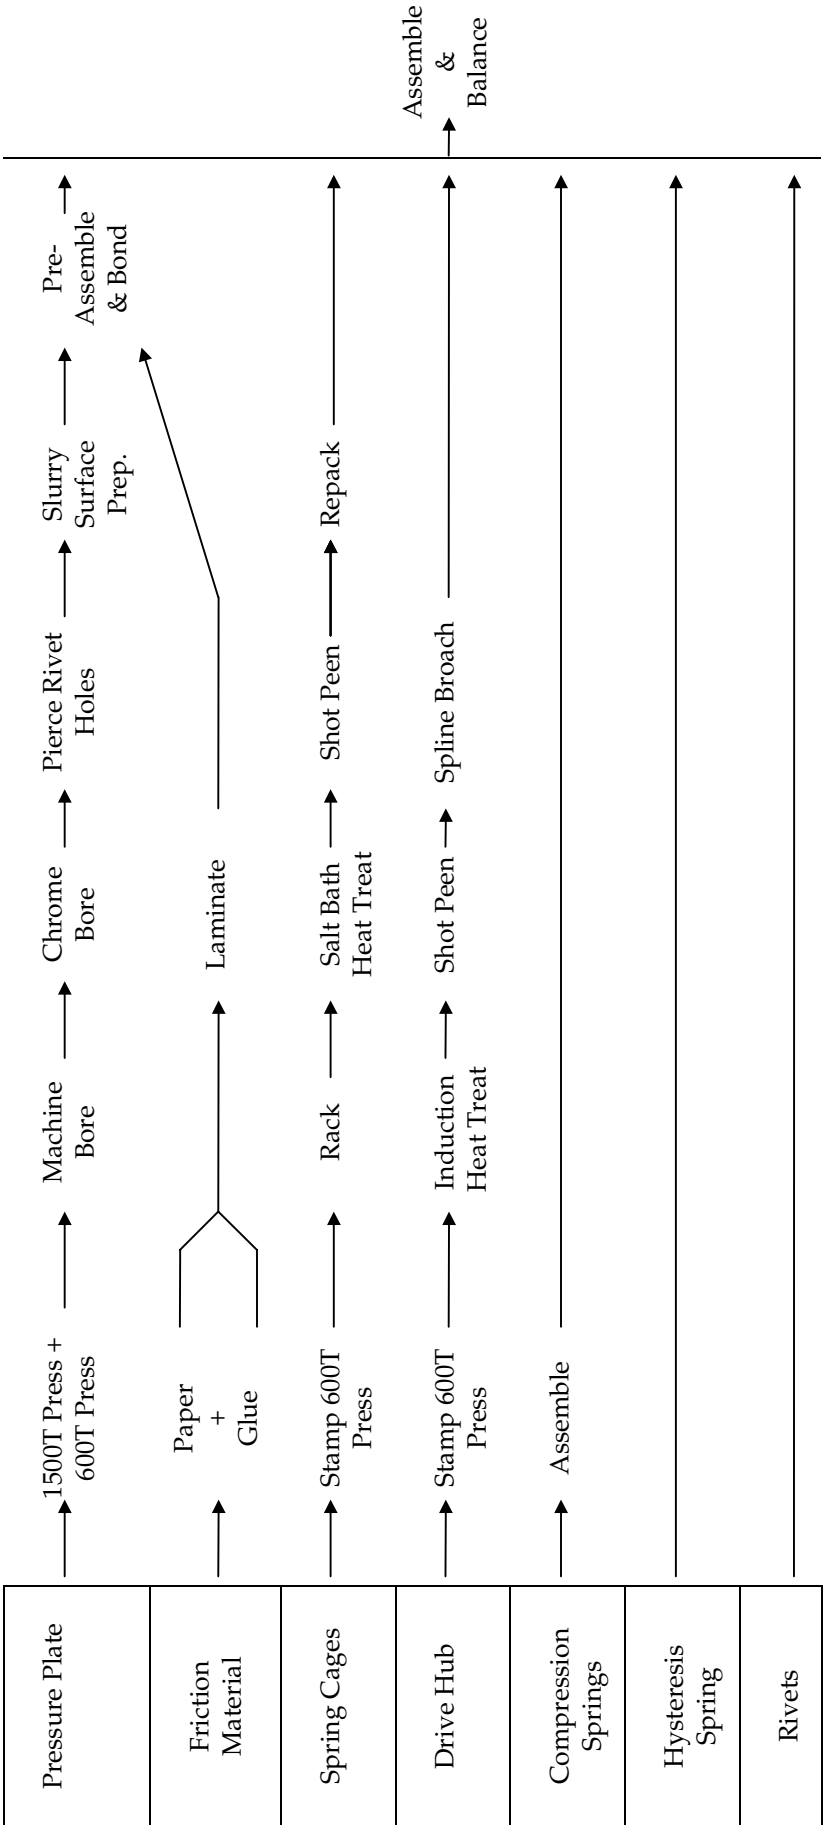 Pressure Plate
1500T Press +
600T Press
Machine
Bore
Chrome
Bore
Pierce Rivet
Holes
Slurry
Surface
Prep.
Pre-
Assemble
& Bond
Friction
Material
Paper
+
Glue
Laminate
Spring Cages
Stamp 600T
Press
Rack
Salt Bath
Heat Treat
Shot Peen
Repack
Drive Hub
Stamp 600T
Press
Induction
Heat Treat
Shot Peen
Spline Broach
Compression
Springs
Assemble
Hysteresis
Spring
Rivets
Assemble
&
Balance